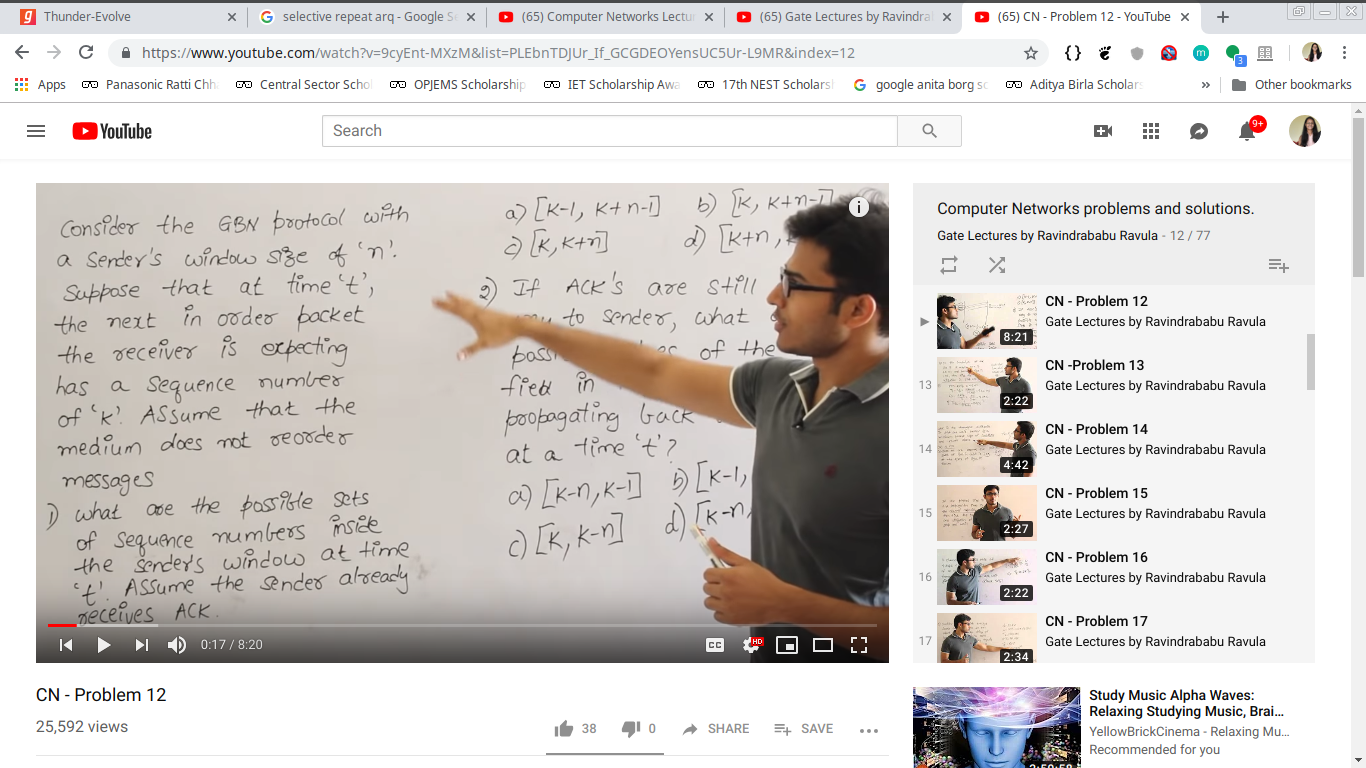 Thunder-Evolve
selective repeat arq - Google Se
(65) Computer Networks Lectu
(65) Gate Lectures by Ravindrab
(65) CN - Problem 12 - YouTube
https://www.youtube.com/watch?v=9cyEnt-MXzM&list=PLEbnTDJUr_If_GCGDEOYensUC5Ur-L9MR&index=12
3
Apps
Panasonic Ratti Chh
Central Sector Schol
OPJEMS Scholarship
IET Scholarship Awa
17th NEST Scholarsh
google anita borg sc
Aditya Birla Scholars
»
Other bookmarks
YouTube
Search
9+
Consider the GBN protocol with
a sender's window size of 'n'.
Suppose that at time 't',
the next in order packet
the receiver is expecting
has a sequence number
of 'k'. Assume that the
medium does not reorder
messages
1) what are the possible sets
of sequence numbers inside
the sender's window at time
't'. Assume the sender already
receives ACK.
a) [K-1, K+n-1] b) [K, K+n-1]
c) [K, K+n] d) [K+n,
2) If ACK's are still
to sender, what
of the
field in
propagating back
at a time 't'?
a) [K-n, K-1] b) [K-1,
c) [K, K-n] d) [K-n,
0:17 / 8:20
CC
HD
CN - Problem 12
25,592 views
38
0
SHARE
SAVE
Computer Networks problems and solutions.
Gate Lectures by Ravindrababu Ravula - 12 / 77
CN - Problem 12
Gate Lectures by Ravindrababu Ravula
8:21
13
CN -Problem 13
Gate Lectures by Ravindrababu Ravula
2:22
14
CN - Problem 14
Gate Lectures by Ravindrababu Ravula
4:42
15
CN - Problem 15
Gate Lectures by Ravindrababu Ravula
2:27
16
CN - Problem 16
Gate Lectures by Ravindrababu Ravula
2:22
17
CN - Problem 17
Gate Lectures by Ravindrababu Ravula
2:34
Study Music Alpha Waves:
Relaxing Studying Music, Brai...
YellowBrickCinema - Relaxing Mu...
Recommended for you